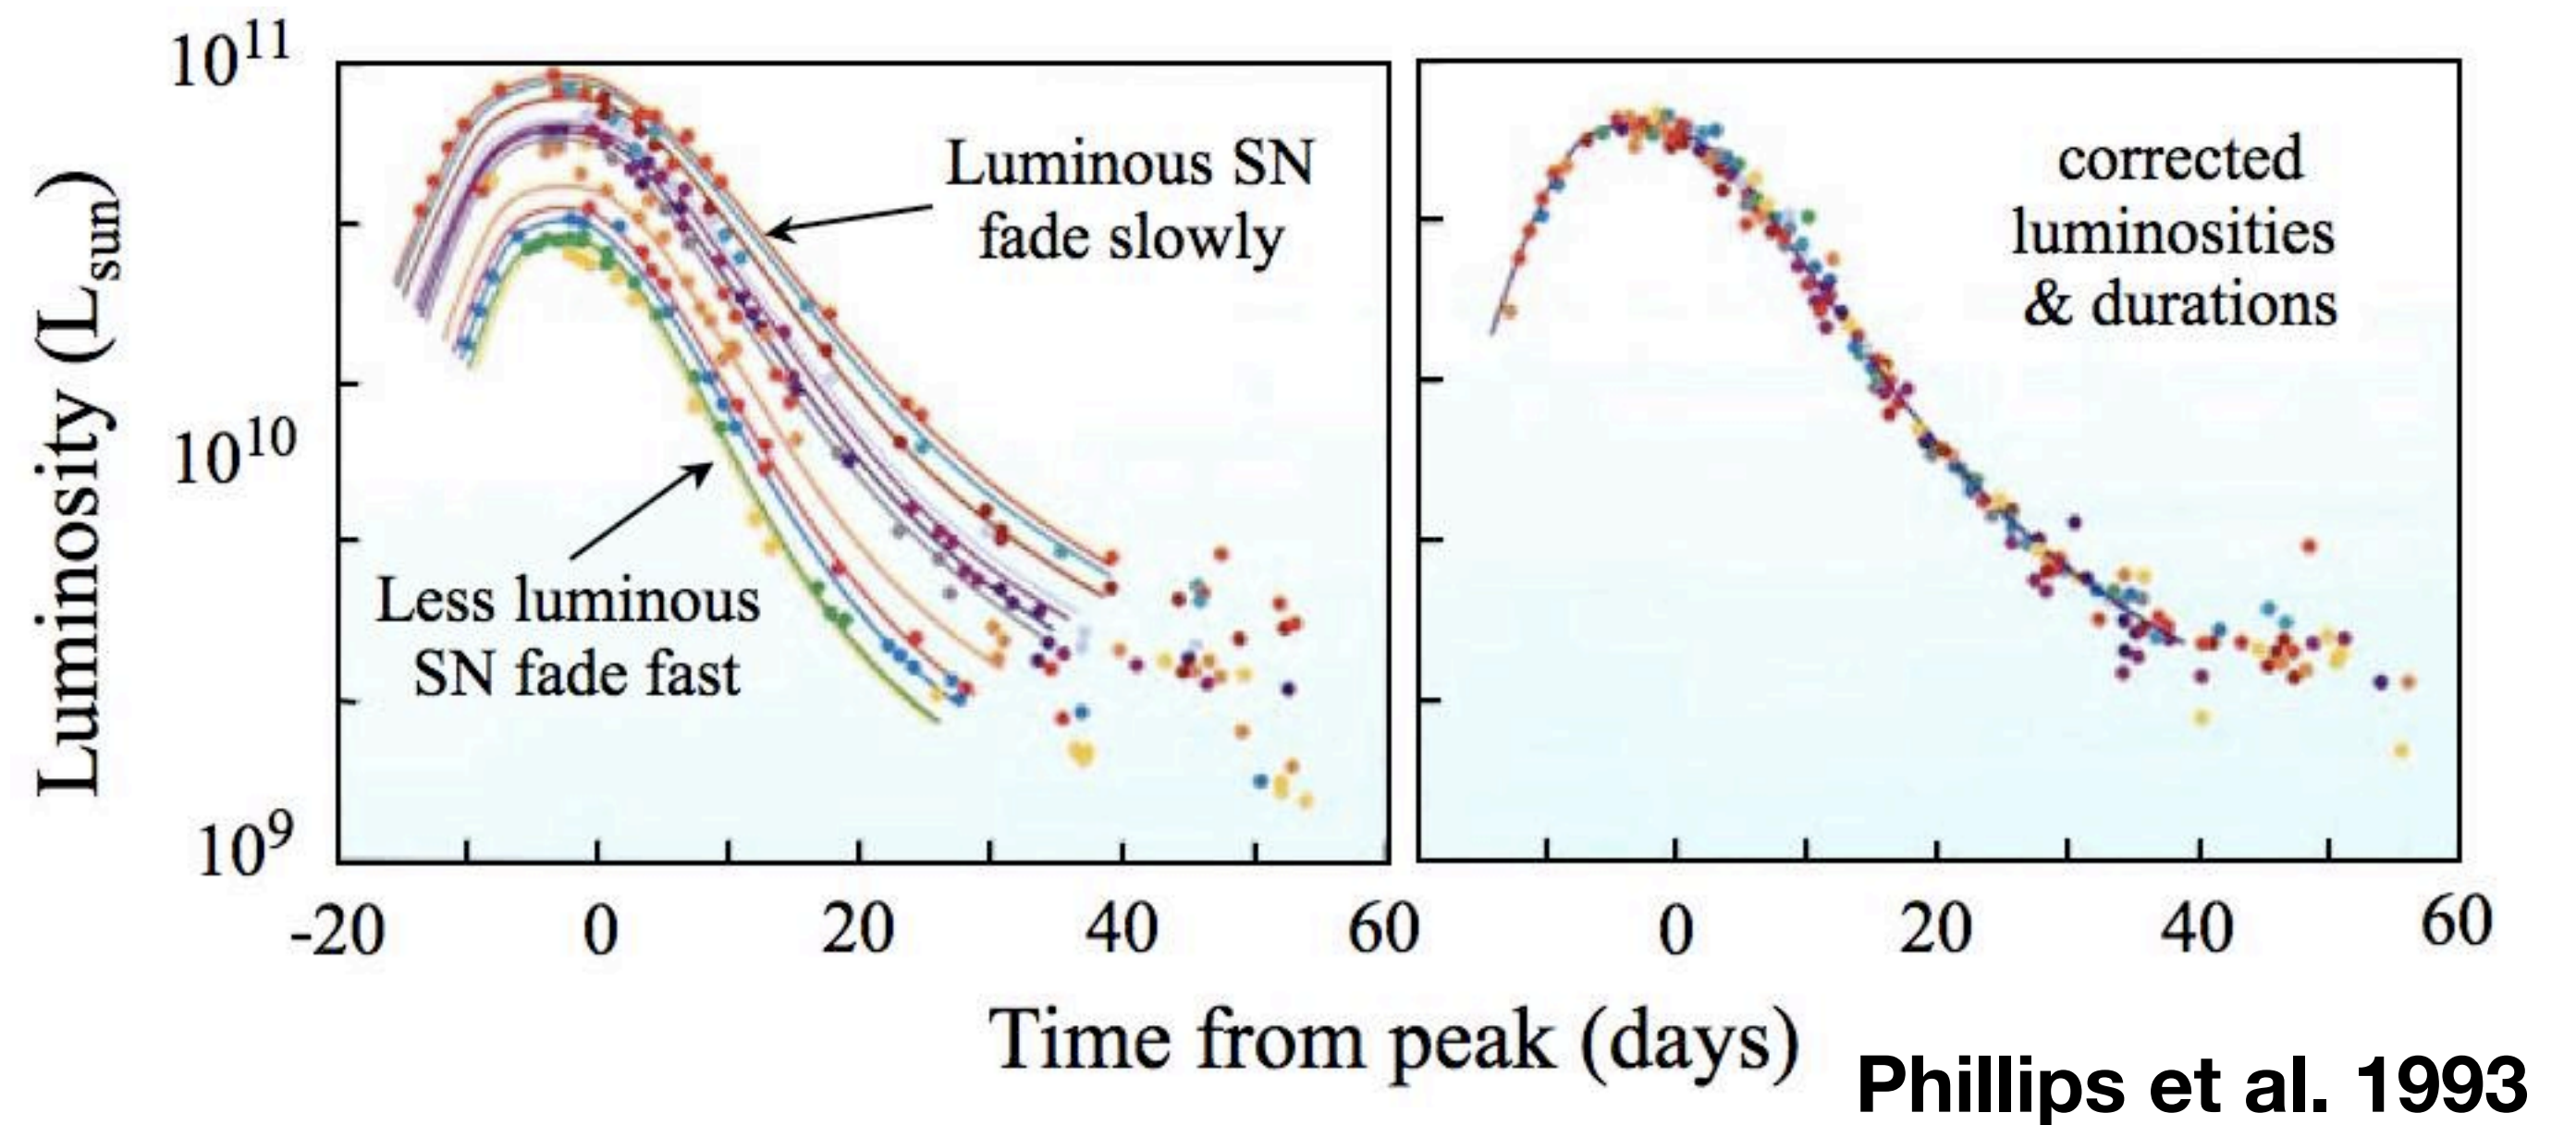 10¹¹
10¹⁰
10⁹
Luminosity (Lsun)
Luminous SN
fade slowly
Less luminous
SN fade fast
corrected
luminosities
& durations
-20 0 20 40 60
0 20 40 60
Time from peak (days)
Phillips et al. 1993